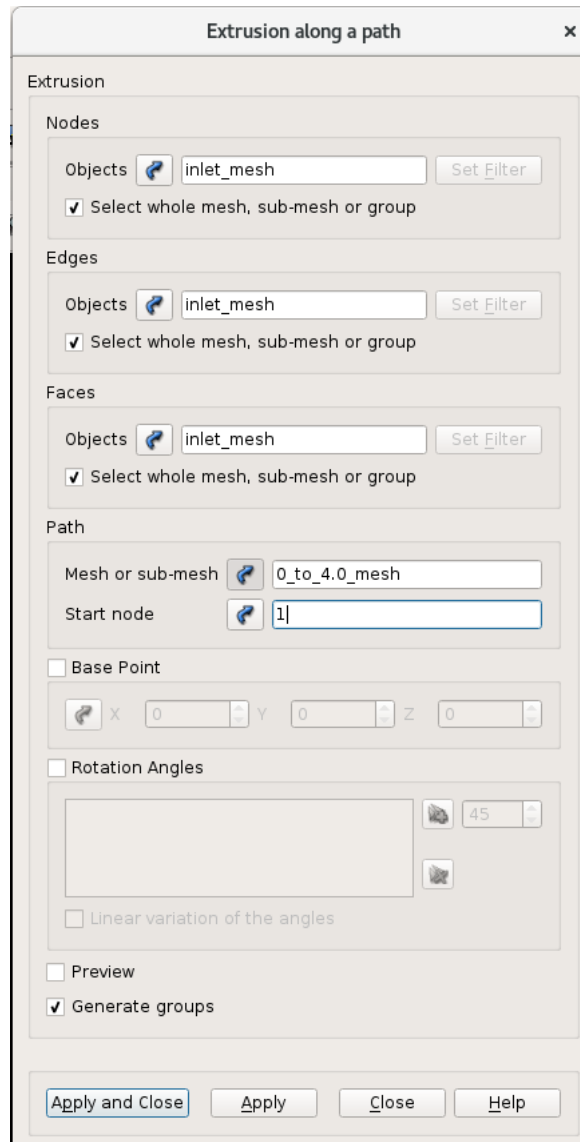 Extrusion along a path ×
Extrusion
Nodes
Objects inlet_mesh Set Filter
Select whole mesh, sub-mesh or group
Edges
Objects inlet_mesh Set Filter
Select whole mesh, sub-mesh or group
Faces
Objects inlet_mesh Set Filter
Select whole mesh, sub-mesh or group
Path
Mesh or sub-mesh 0_to_4.0_mesh
Start node 1
Base Point
X 0 Y 0 Z 0
Rotation Angles
45
Linear variation of the angles
Preview
Generate groups
Apply and Close Apply Close Help